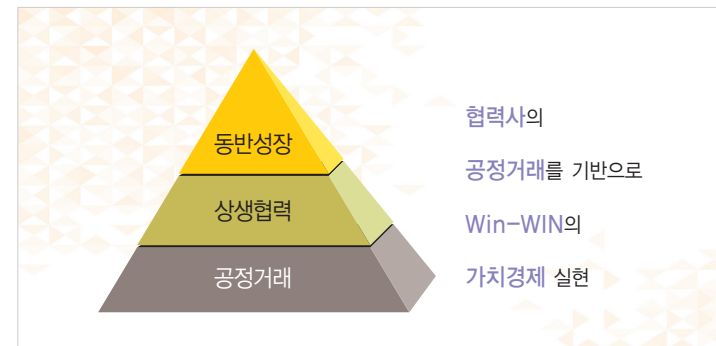 동반성장
상생협력
공정거래
협력사의
공정거래를 기반으로
Win-WIN의
가치경제 실현